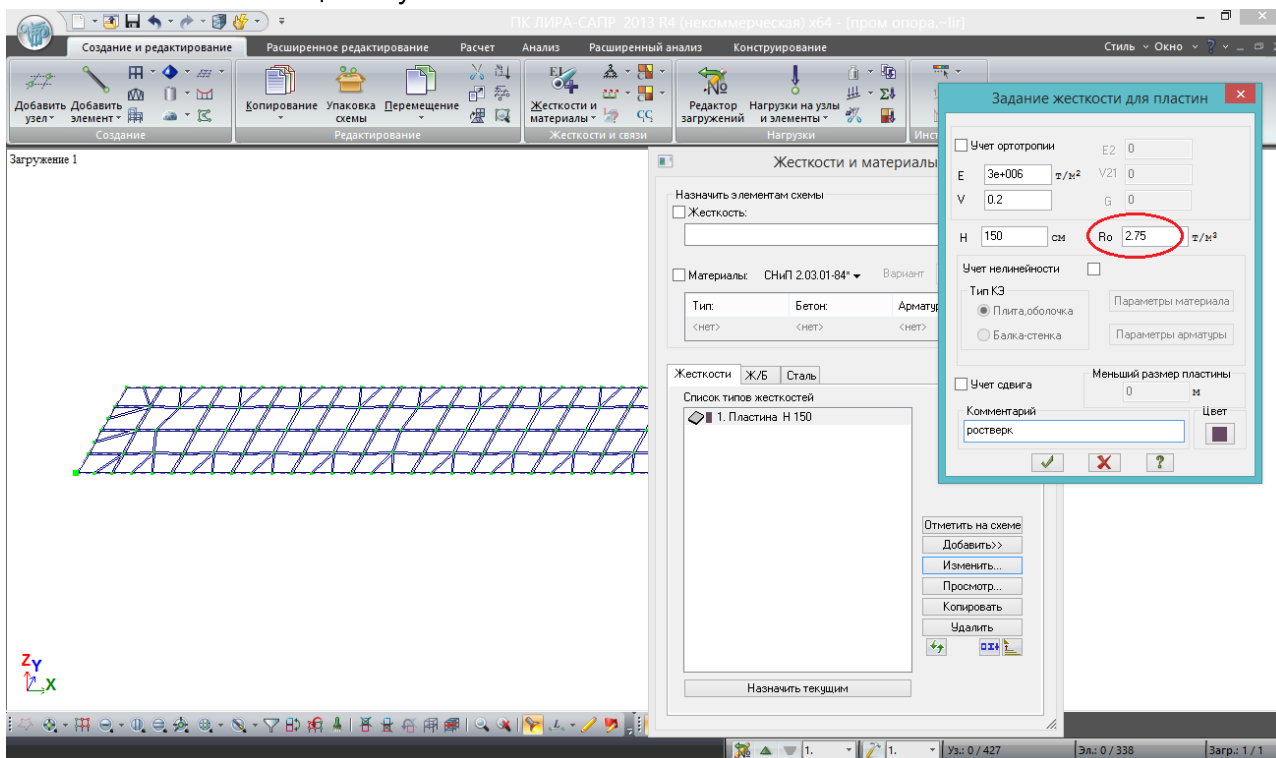 ПК ЛИРА-САПР 2013 R4 (некоммерческая) x64 - [пром опора,~lir]
Создание и редактирование Расширенное редактирование Расчет Анализ Расширенный анализ Конструирование Стиль Окно
Добавить узел Добавить элемент Копирование Упаковка схемы Перемещение Жесткости и материалы Редактор загружений Нагрузки на узлы и элементы
Создание Редактирование Жесткости и связи Нагрузки
Загружение 1
Жесткости и материалы
Назначить элементам схемы
Жесткость:
Материалы: СНиП 2.03.01-84* Вариант
Тип: Бетон:
<нет> <нет> <нет>
Жесткости Ж/Б Сталь
Список типов жесткостей
1. Пластина Н 150
Отметить на схеме
Добавить>>
Изменить...
Просмотр...
Копировать
Удалить
Назначить текущим
Задание жесткости для пластин
Учет ортотропии E2 0
E 3e+006 т/м² V21 0
V 0.2 G 0
H 150 см Ro 2.75 т/м³
Учет нелинейности
Тип КЭ
Плита,оболочка
Балка-стенка
Параметры материала
Параметры арматуры
Учет сдвига
Меньший размер пластины
0 м
Комментарий Цвет
ростверк
Z Y X
1. 1. Уз.: 0 / 427 Эл.: 0 / 338 Загр.: 1 / 1